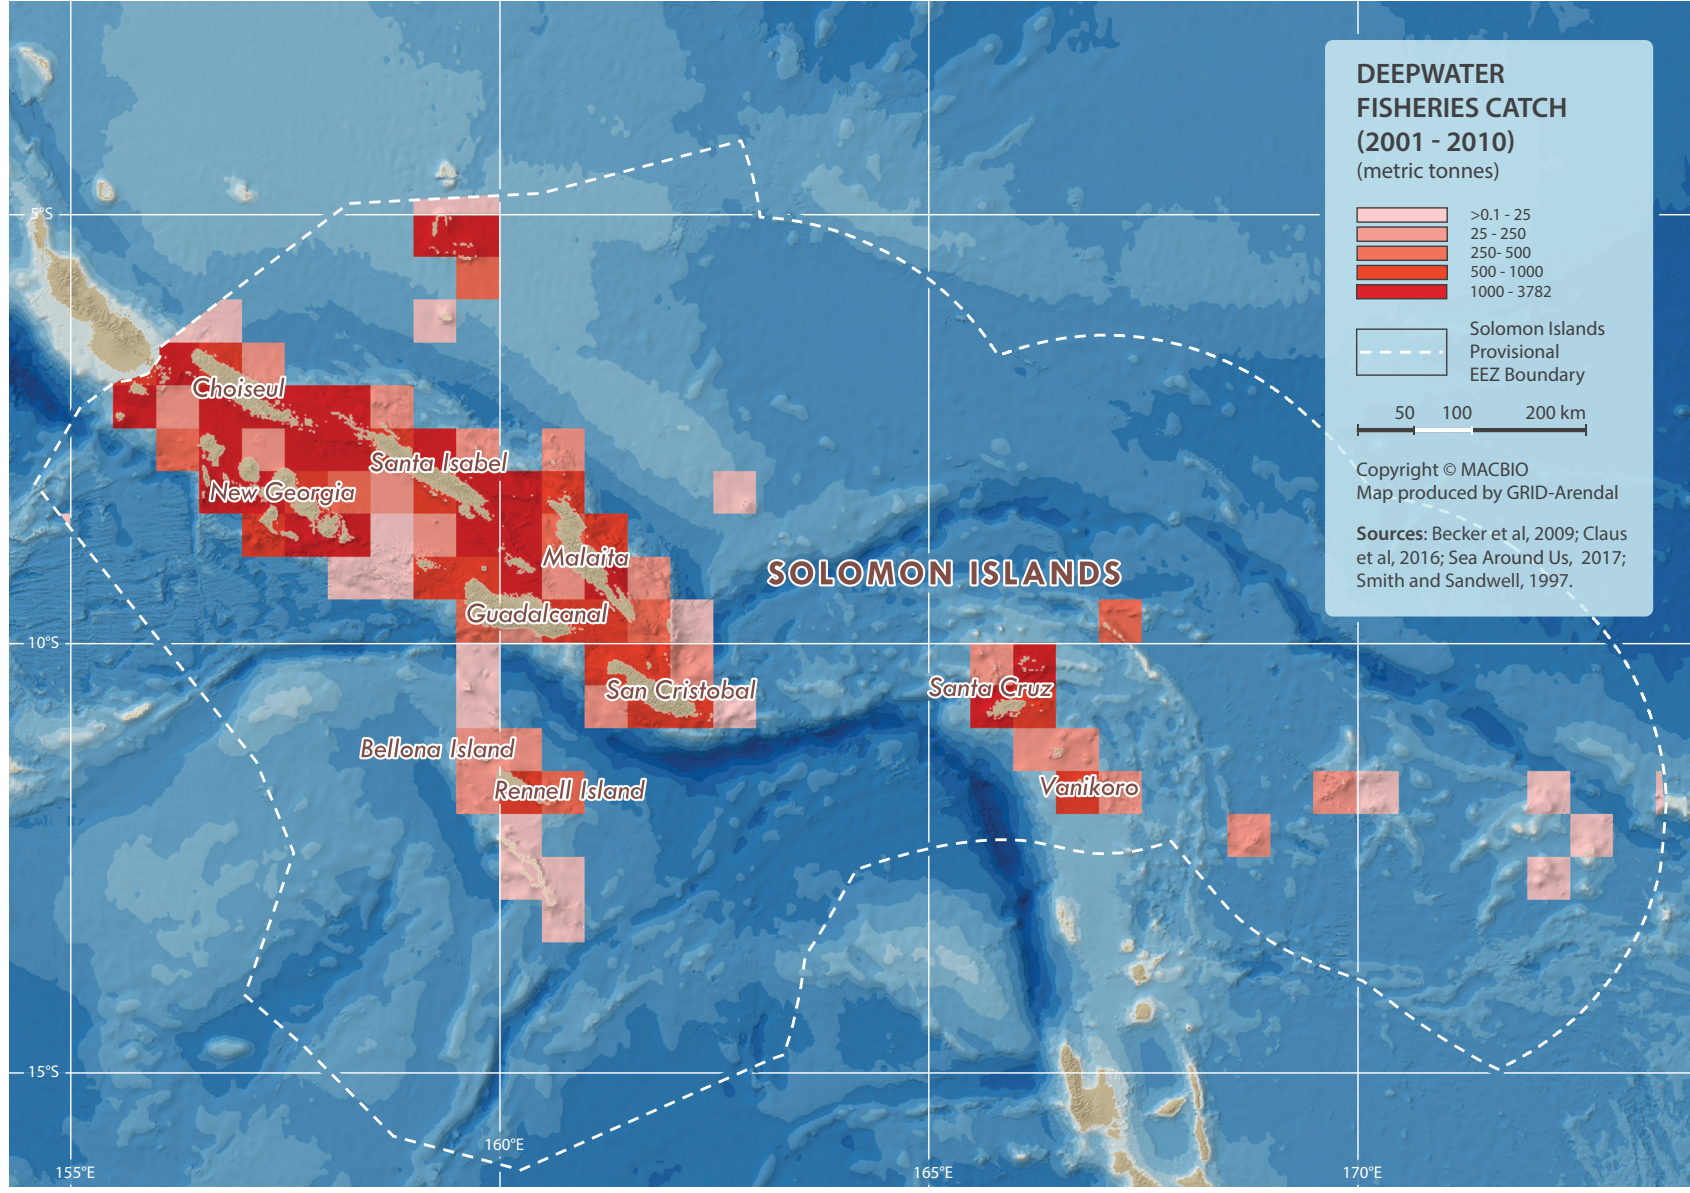 DEEPWATER
FISHERIES CATCH
(2001 - 2010)
(metric tonnes)
>0.1 - 25
25 - 250
250- 500
500 - 1000
1000 - 3782
Solomon Islands
Provisional
EEZ Boundary
50 100 200 km
Copyright © MACBIO
Map produced by GRID-Arendal
Sources: Becker et al, 2009; Claus
et al, 2016; Sea Around Us, 2017;
Smith and Sandwell, 1997.
5°S
Choiseul
Santa Isabel
New Georgia
Malaita
SOLOMON ISLANDS
Guadalcanal
10°S
San Cristobal
Santa Cruz
Bellona Island
Rennell Island
Vanikoro
15°S
160°E
155°E
165°E
170°E